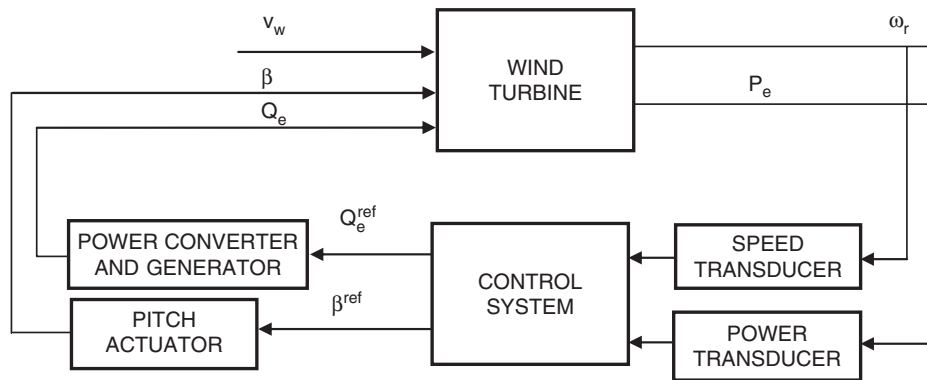 v_w
ω_r
β
WIND
TURBINE
P_e
Q_e
Q_e^ref
POWER CONVERTER
AND GENERATOR
CONTROL
SYSTEM
SPEED
TRANSDUCER
β^ref
PITCH
ACTUATOR
POWER
TRANSDUCER